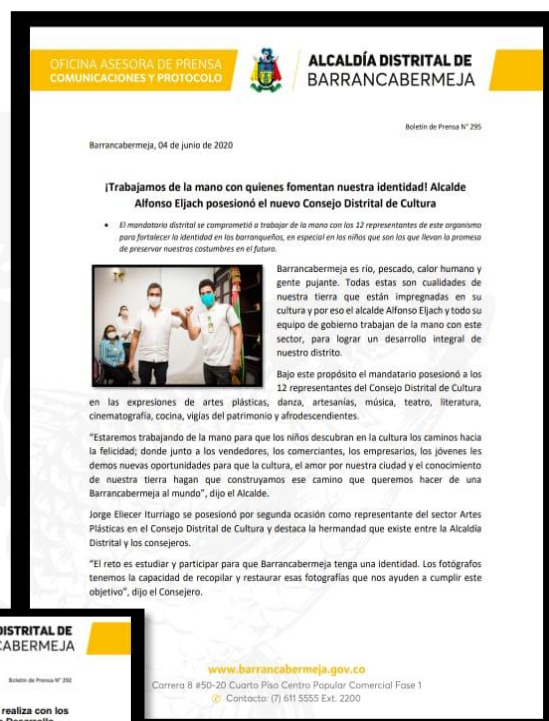 OFICINA ASESORA DE PRENSA
COMUNICACIONES Y PROTOCOLO
ALCALDÍA DISTRITAL DE
BARRANCABERMEJA
Boletín de Prensa N° 295
Barrancabermeja, 04 de junio de 2020
¡Trabajamos de la mano con quienes fomentan nuestra identidad! Alcalde
Alfonso Eljach posesionó el nuevo Consejo Distrital de Cultura
• El mandatario distrital se comprometió a trabajar de la mano con los 12 representantes de este organismo
para fortalecer la identidad en los barranqueños, en especial en los niños que son los que llevan la promesa
de preservar nuestras costumbres en el futuro.
Barrancabermeja es río, pescado, calor humano y
gente pujante. Todas estas son cualidades de
nuestra tierra que están impregnadas en su
cultura y por eso el alcalde Alfonso Eljach y todo su
equipo de gobierno trabajan de la mano con este
sector, para lograr un desarrollo integral de
nuestro distrito.
Bajo este propósito el mandatario posesionó a los
12 representantes del Consejo Distrital de Cultura
en las expresiones de artes plásticas, danza, artesanías, música, teatro, literatura,
cinematografía, cocina, vigías del patrimonio y afrodescendientes.
"Estaremos trabajando de la mano para que los niños descubran en la cultura los caminos hacia
la felicidad; donde junto a los vendedores, los comerciantes, los empresarios, los jóvenes les
demos nuevas oportunidades para que la cultura, el amor por nuestra ciudad y el conocimiento
de nuestra tierra hagan que construyamos ese camino que queremos hacer de una
Barrancabermeja al mundo", dijo el Alcalde.
Jorge Eliecer Iturriago se posesionó por segunda ocasión como representante del sector Artes
Plásticas en el Consejo Distrital de Cultura y destaca la hermandad que existe entre la Alcaldía
Distrital y los consejeros.
"El reto es estudiar y participar para que Barrancabermeja tenga una identidad. Los fotógrafos
tenemos la capacidad de recopilar y restaurar esas fotografías que nos ayuden a cumplir este
objetivo", dijo el Consejero.
www.barrancabermeja.gov.co
Carrera 8 #50-20 Cuarto Piso Centro Popular Comercial Fase 1
Contacto: (7) 611 5555 Ext. 2200
DISTRITAL DE
CABERMEJA
Boletín de Prensa N° 292
realiza con los
Desarrollo